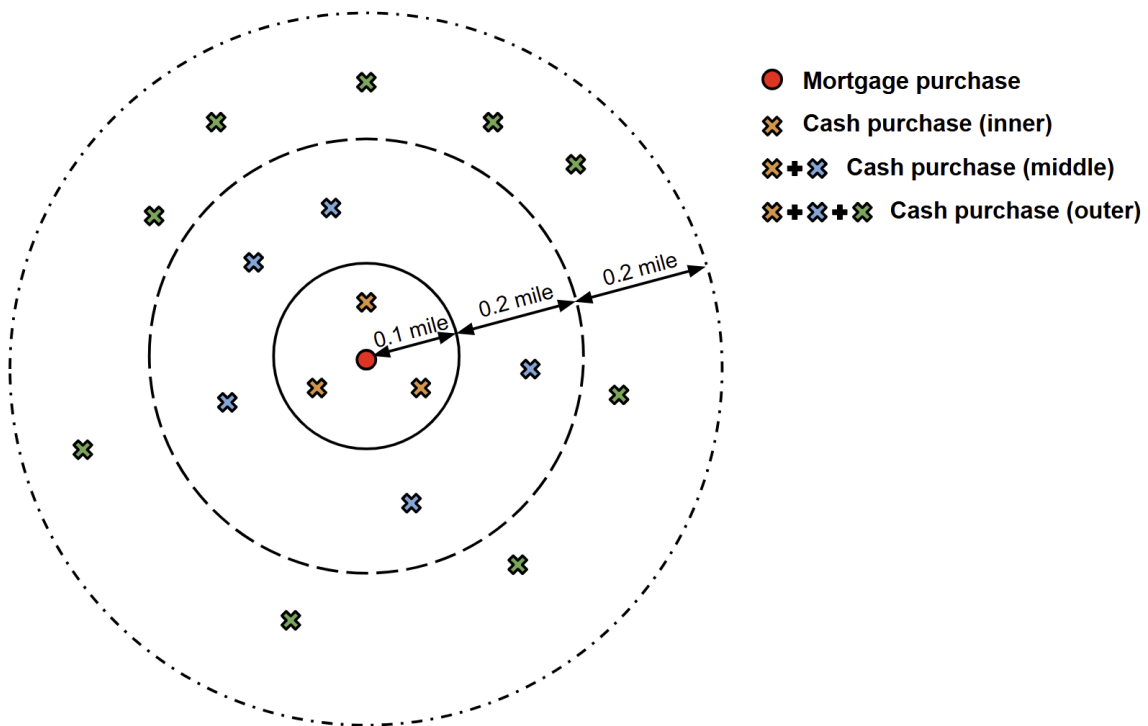 Mortgage purchase
Cash purchase (inner)
+ Cash purchase (middle)
+ + Cash purchase (outer)
0.2 mile
0.2 mile
0.1 mile